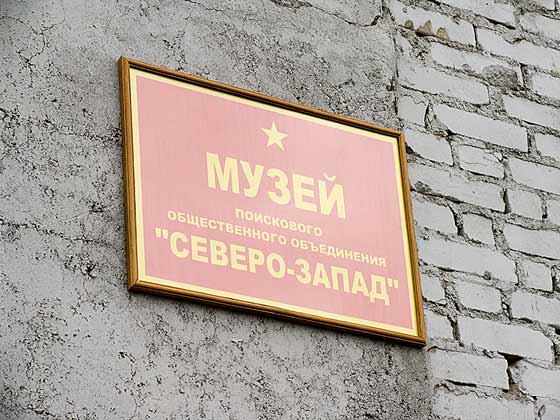 МУЗЕЙ
ПОИСКОВОГО
ОБЩЕСТВЕННОГО ОБЪЕДИНЕНИЯ
"СЕВЕРО-ЗАПАД"